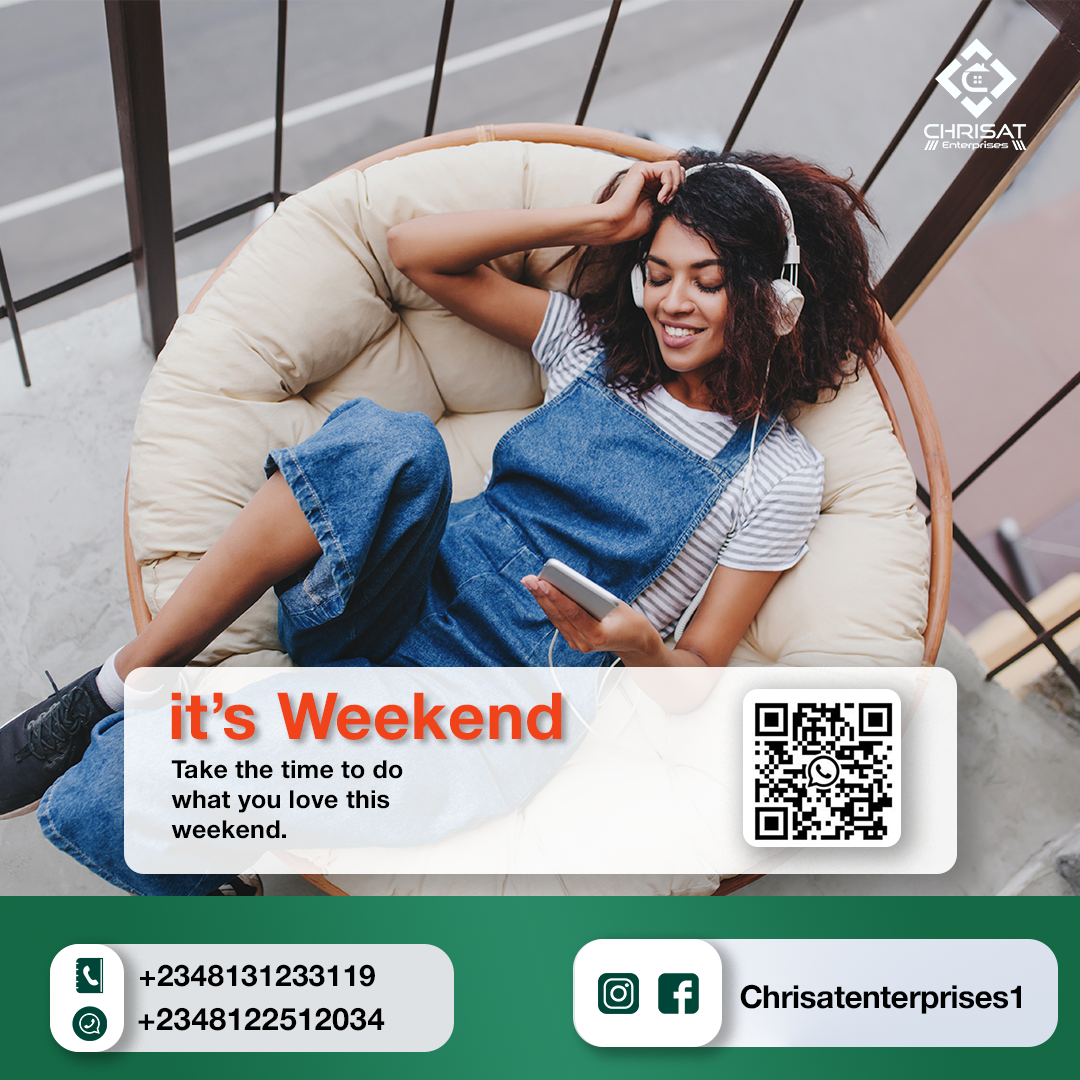 CHRISAT
Enterprises
it's Weekend
Take the time to do
what you love this
weekend.
+2348131233119
+2348122512034
Chrisatenterprises1